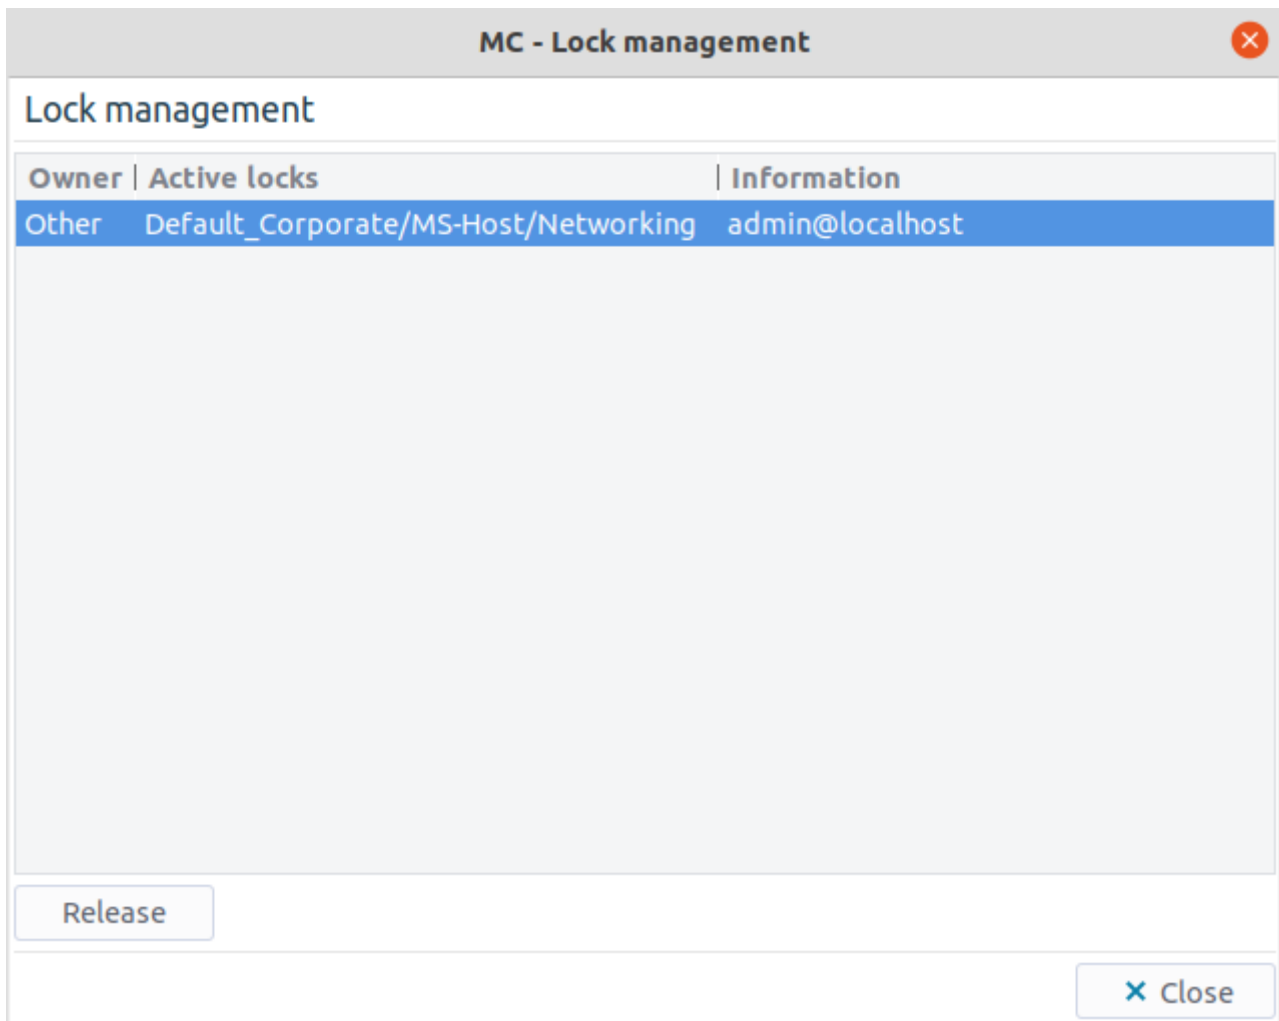 MC - Lock management
Lock management
Owner Active locks Information
Other Default_Corporate/MS-Host/Networking admin@localhost
Release
Close